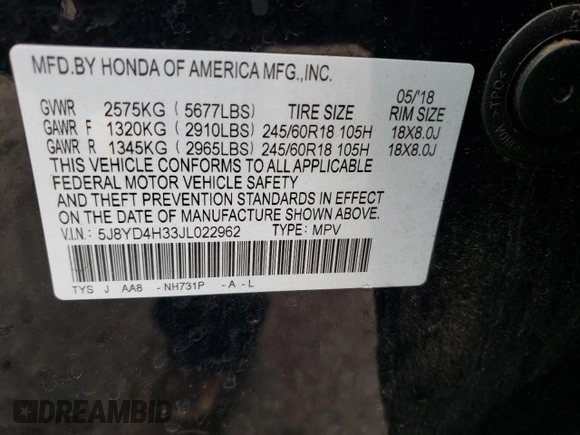 MFD.BY HONDA OF AMERICA MFG.,INC.
05/'18
GVWR 2575KG (5677LBS) TIRE SIZE RIM SIZE
GAWR F 1320KG (2910LBS) 245/60R18 105H 18X8.0J
GAWR R 1345KG (2965LBS) 245/60R18 105H 18X8.0J
THIS VEHICLE CONFORMS TO ALL APPLICABLE
FEDERAL MOTOR VEHICLE SAFETY
AND THEFT PREVENTION STANDARDS IN EFFECT
ON THE DATE OF MANUFACTURE SHOWN ABOVE.
V.I.N: 5J8YD4H33JL022962 TYPE: MPV
TYS J AA8 -NH731P -A-L
>TPO<
DREAMBID